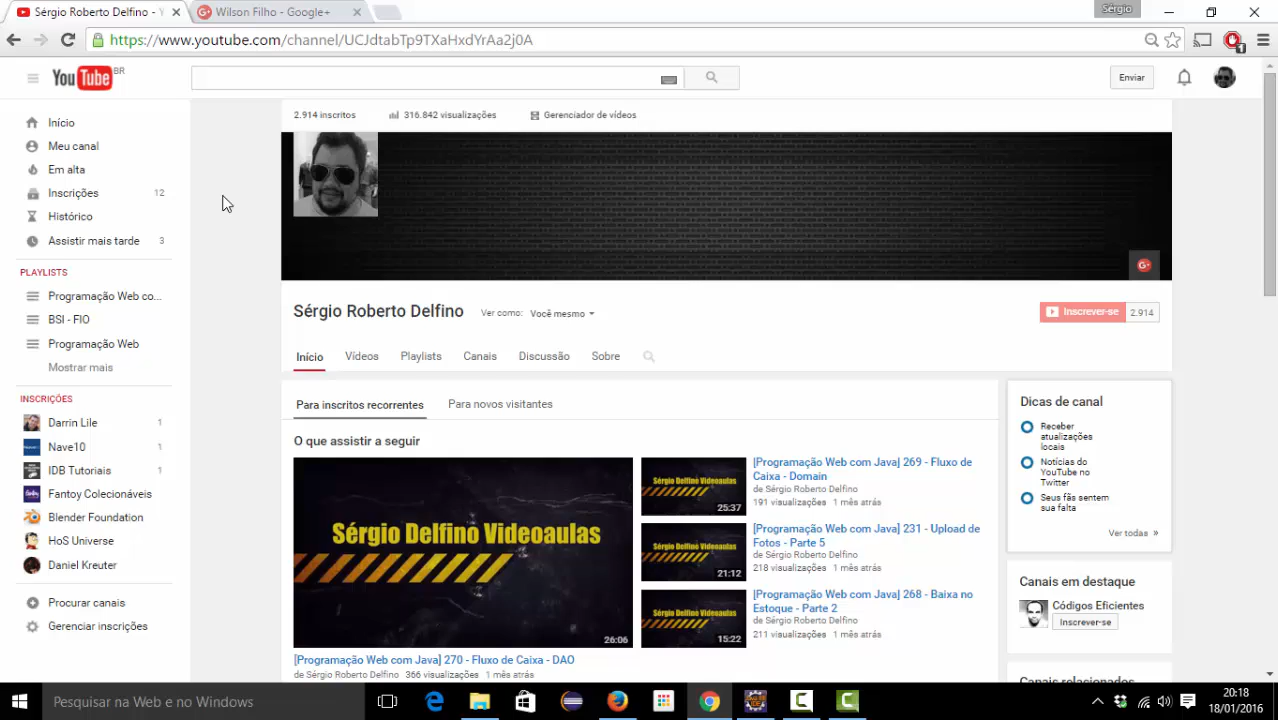 Sérgio Roberto Delfino -
Wilson Filho - Google+
Sérgio
https://www.youtube.com/channel/UCJdtabTp9TXaHxdYrAa2j0A
1
YouTube BR
Enviar
Início
Meu canal
Em alta
Inscrições 12
Histórico
Assistir mais tarde 3
PLAYLISTS
Programação Web co...
BSI - FIO
Programação Web
Mostrar mais
INSCRIÇÕES
Darrin Lile 1
Nave10 1
IDB Tutoriais 1
Fantoy Colecionáveis
Blender Foundation
HoS Universe
Daniel Kreuter
Procurar canais
Gerenciar inscrições
2.914 inscritos 316.842 visualizações Gerenciador de vídeos
Sérgio Roberto Delfino Ver como: Você mesmo
Inscrever-se 2.914
Início Vídeos Playlists Canais Discussão Sobre
Para inscritos recorrentes Para novos visitantes
O que assistir a seguir
Sérgio Delfino Videoaulas
26:06
[Programação Web com Java] 270 - Fluxo de Caixa - DAO
de Sérgio Roberto Delfino 366 visualizações 1 mês atrás
Sérgio Delfino Videoaulas
25:37
[Programação Web com Java] 269 - Fluxo de
Caixa - Domain
de Sérgio Roberto Delfino
191 visualizações 1 mês atrás
Sérgio Delfino Videoaulas
21:12
[Programação Web com Java] 231 - Upload de
Fotos - Parte 5
de Sérgio Roberto Delfino
218 visualizações 1 mês atrás
Sérgio Delfino Videoaulas
15:22
[Programação Web com Java] 268 - Baixa no
Estoque - Parte 2
de Sérgio Roberto Delfino
211 visualizações 1 mês atrás
Dicas de canal
Receber
atualizações
locais
Notícias do
YouTube no
Twitter
Seus fãs sentem
sua falta
Ver todas »
Canais em destaque
Códigos Eficientes
Inscrever-se
Canais relacionados
Pesquisar na Web e no Windows
20:18
18/01/2016